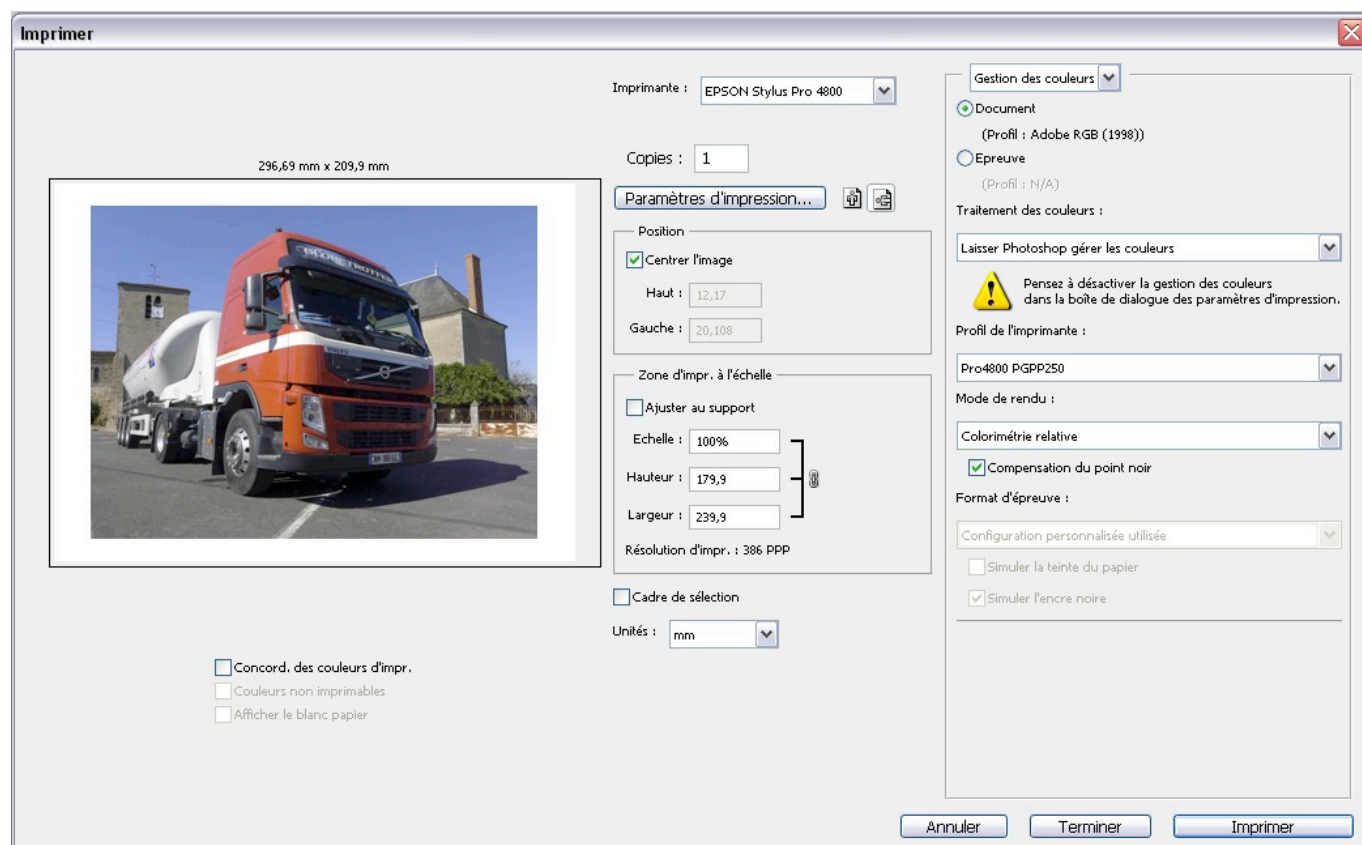 Imprimer
296,69 mm x 209,9 mm
GLOBETROTTER
VOLVO
Concord. des couleurs d'impr.
Couleurs non imprimables
Afficher le blanc papier
Imprimante : EPSON Stylus Pro 4800
Copies : 1
Paramètres d'impression...
Position
Centrer l'image
Haut : 12,17
Gauche : 20,108
Zone d'impr. à l'échelle
Ajuster au support
Echelle : 100%
Hauteur : 179,9
Largeur : 239,9
Résolution d'impr. : 386 PPP
Cadre de sélection
Unités : mm
Gestion des couleurs
Document
(Profil : Adobe RGB (1998))
Epreuve
(Profil : N/A)
Traitement des couleurs :
Laisser Photoshop gérer les couleurs
Pensez à désactiver la gestion des couleurs
dans la boîte de dialogue des paramètres d'impression.
Profil de l'imprimante :
Pro4800 PGPP250
Mode de rendu :
Colorimétrie relative
Compensation du point noir
Format d'épreuve :
Configuration personnalisée utilisée
Simuler la teinte du papier
Simuler l'encre noire
Annuler
Terminer
Imprimer